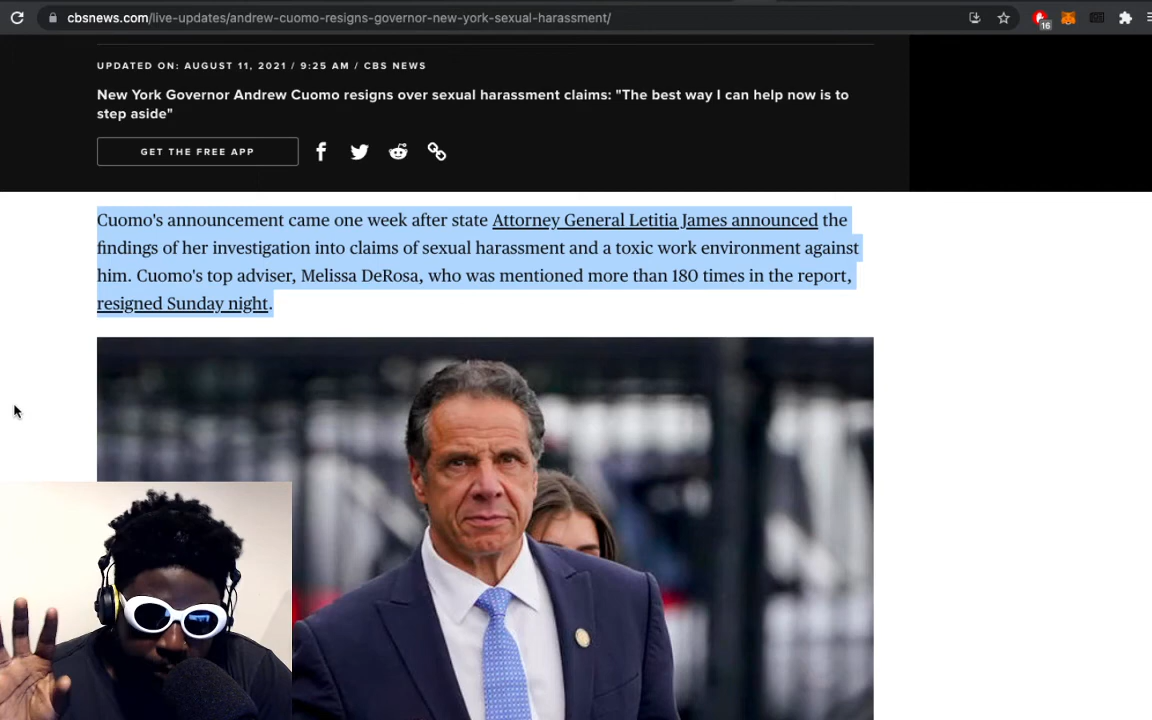 cbsnews.com/live-updates/andrew-cuomo-resigns-governor-new-york-sexual-harassment/
16
UPDATED ON: AUGUST 11, 2021 / 9:25 AM / CBS NEWS
New York Governor Andrew Cuomo resigns over sexual harassment claims: "The best way I can help now is to
step aside"
GET THE FREE APP
Cuomo's announcement came one week after state Attorney General Letitia James announced the
findings of her investigation into claims of sexual harassment and a toxic work environment against
him. Cuomo's top adviser, Melissa DeRosa, who was mentioned more than 180 times in the report,
resigned Sunday night.